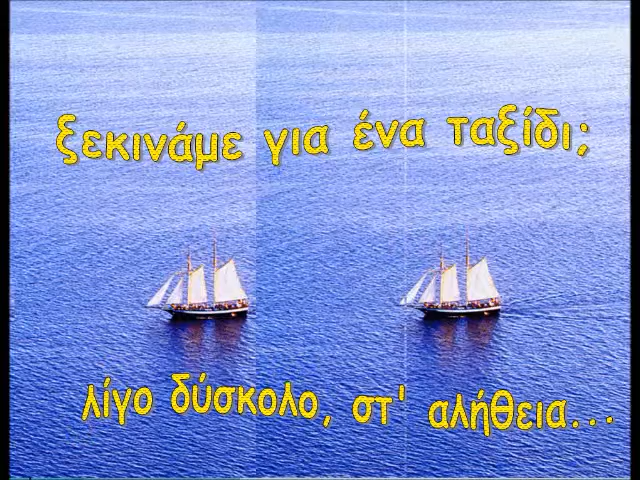 ξεκινάμε για ένα ταξίδι;
λίγο δύσκολο, στ' αλήθεια...